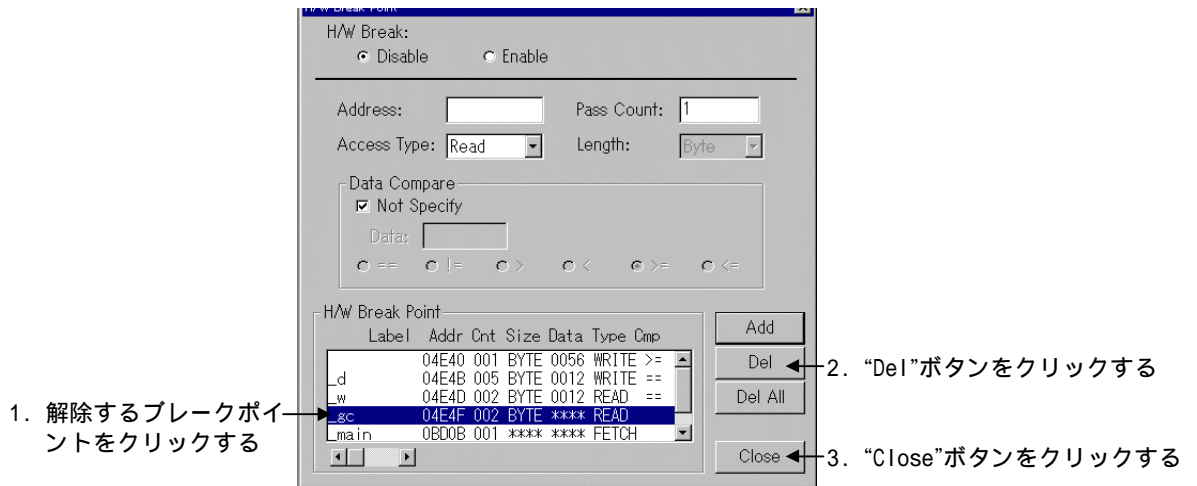 H/W Break Point
H/W Break:
Disable Enable
Address: Pass Count: 1
Access Type: Read Length: Byte
Data Compare
Not Specify
Data:
== != > < >= <=
H/W Break Point
Label Addr Cnt Size Data Type Cmp
04E40 001 BYTE 0056 WRITE >=
_d 04E4B 005 BYTE 0012 WRITE ==
_w 04E4D 002 BYTE 0012 READ ==
_gc 04E4F 002 BYTE **** READ
_main 0BD0B 001 **** **** FETCH
Add
Del
Del All
Close
1. 解除するブレークポイ
ントをクリックする
2. “Del”ボタンをクリックする
3. “Close”ボタンをクリックする